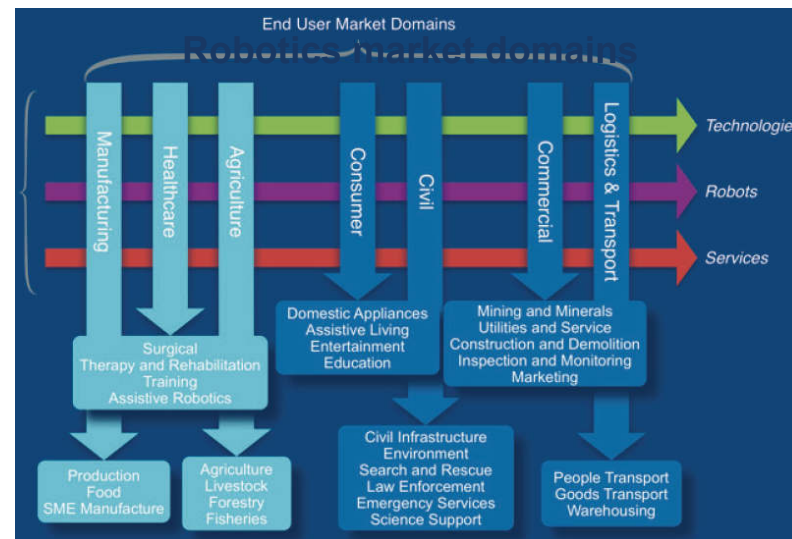 End User Market Domains
Robotics market domains
Manufacturing
Healthcare
Agriculture
Consumer
Civil
Commercial
Logistics & Transport
Technologie
Robots
Services
Surgical
Therapy and Rehabilitation
Training
Assistive Robotics
Domestic Appliances
Assistive Living
Entertainment
Education
Mining and Minerals
Utilities and Service
Construction and Demolition
Inspection and Monitoring
Marketing
Production
Food
SME Manufacture
Agriculture
Livestock
Forestry
Fisheries
Civil Infrastructure
Environment
Search and Rescue
Law Enforcement
Emergency Services
Science Support
People Transport
Goods Transport
Warehousing